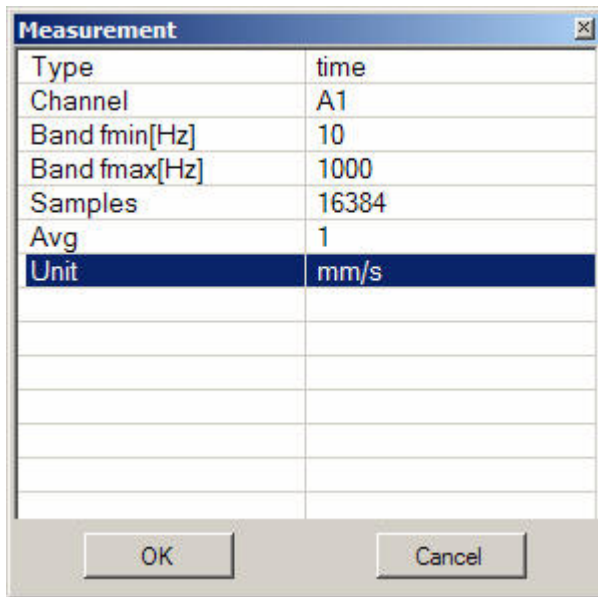 Measurement
Type time
Channel A1
Band fmin[Hz] 10
Band fmax[Hz] 1000
Samples 16384
Avg 1
Unit mm/s
OK Cancel